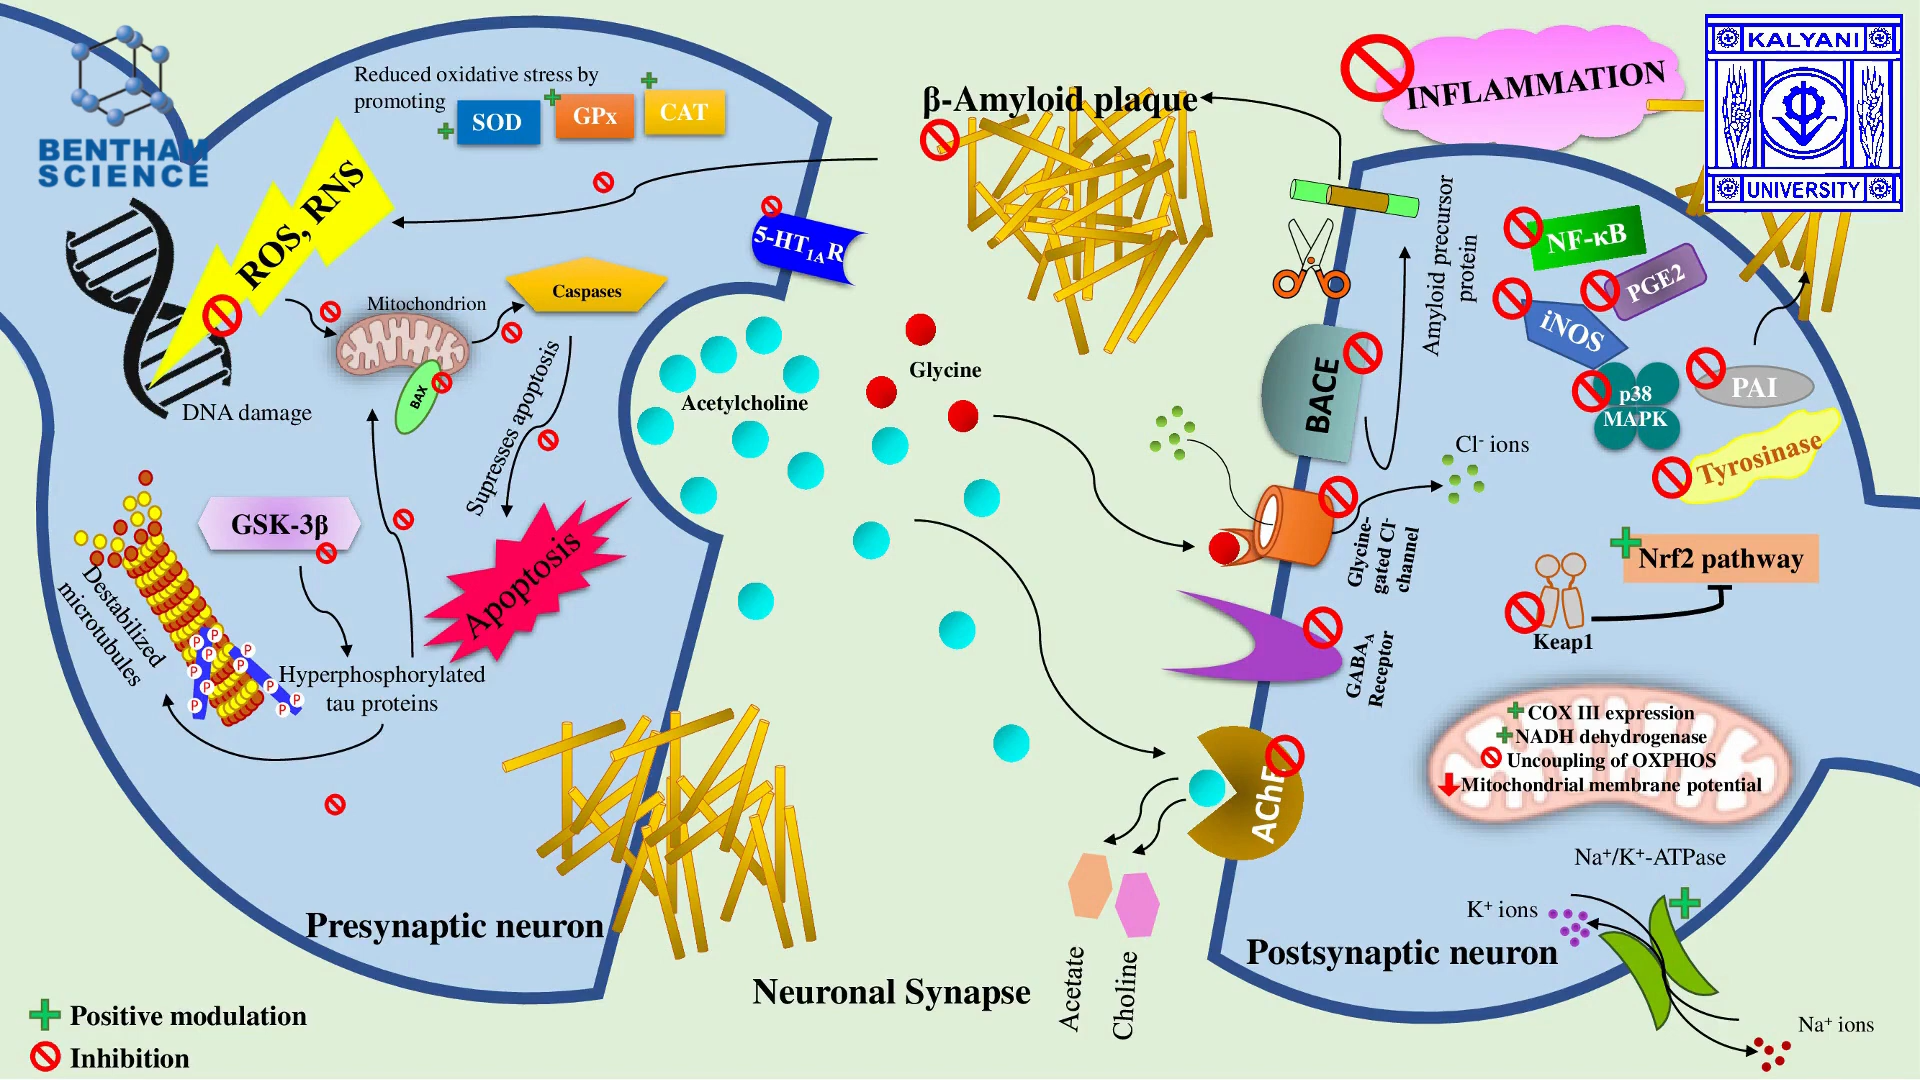 BENTHAM
SCIENCE
Reduced oxidative stress by
promoting
SOD
GPx
CAT
ROS, RNS
5-HT1AR
Mitochondrion
Caspases
BAX
DNA damage
Supresses apoptosis
GSK-3β
Apoptosis
Destabilized
microtubules
P
P
P
P
P
P
P
P
P
P
P
Hyperphosphorylated
tau proteins
Presynaptic neuron
Positive modulation
Inhibition
β-Amyloid plaque
Acetylcholine
Glycine
Neuronal Synapse
Acetate
Choline
INFLAMMATION
KALYANI
UNIVERSITY
Amyloid precursor
protein
BACE
NF-κB
PGE2
iNOS
p38
MAPK
PAI
Tyrosinase
Cl- ions
Glycine-
gated Cl-
channel
GABAA
Receptor
AChE
Nrf2 pathway
Keap1
COX III expression
NADH dehydrogenase
Uncoupling of OXPHOS
Mitochondrial membrane potential
Na+/K+-ATPase
K+ ions
Postsynaptic neuron
Na+ ions